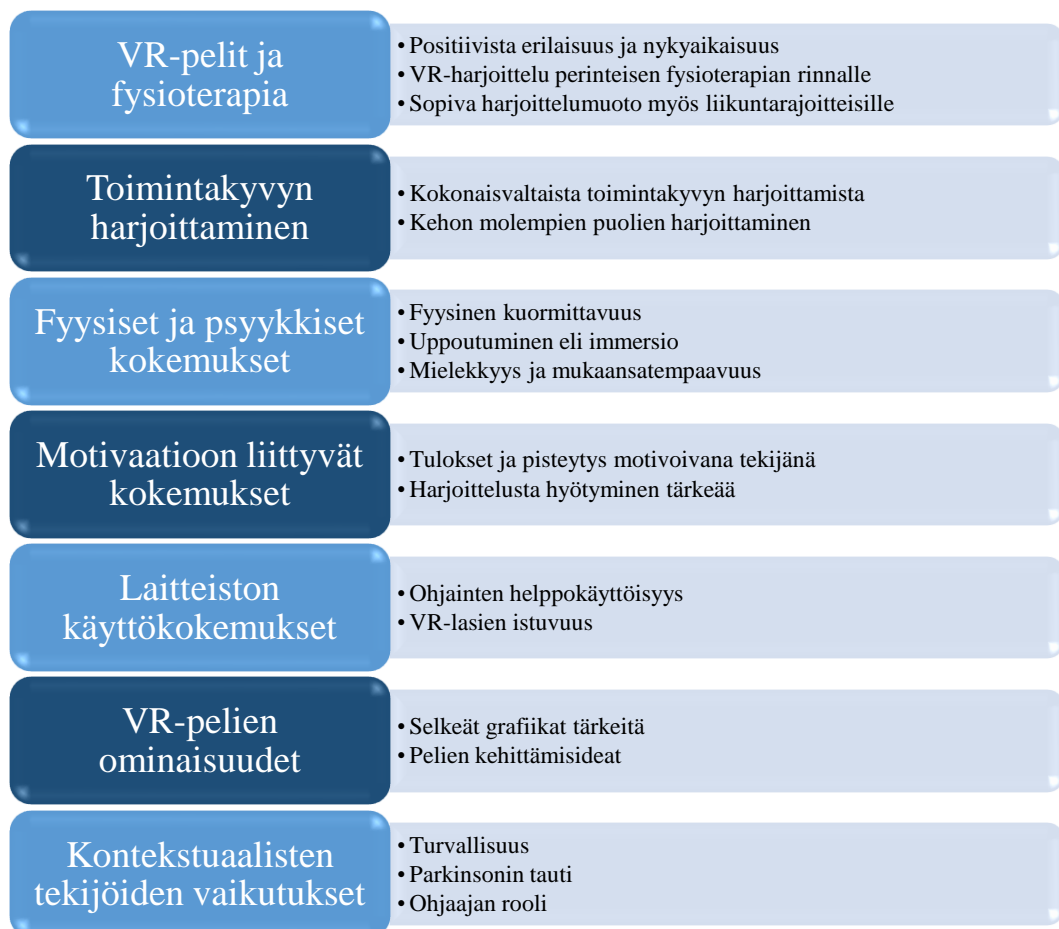 VR-pelit ja
fysioterapia
• Positiivista erilaisuus ja nykyaikaisuus
• VR-harjoittelu perinteisen fysioterapian rinnalle
• Sopiva harjoittelumuoto myös liikuntarajoitteisille
Toimintakyvyn
harjoittaminen
• Kokonaisvaltaista toimintakyvyn harjoittamista
• Kehon molempien puolien harjoittaminen
Fyysiset ja psyykkiset
kokemukset
• Fyysinen kuormittavuus
• Uppoutuminen eli immersio
• Mielekkyys ja mukaansatempaavuus
Motivaatioon liittyvät
kokemukset
• Tulokset ja pisteytys motivoivana tekijänä
• Harjoittelusta hyötyminen tärkeää
Laitteiston
käyttökokemukset
• Ohjainten helppokäyttöisyys
• VR-lasien istuvuus
VR-pelien
ominaisuudet
• Selkeät grafiikat tärkeitä
• Pelien kehittämisideat
Kontekstuaalisten
tekijöiden vaikutukset
• Turvallisuus
• Parkinsonin tauti
• Ohjaajan rooli